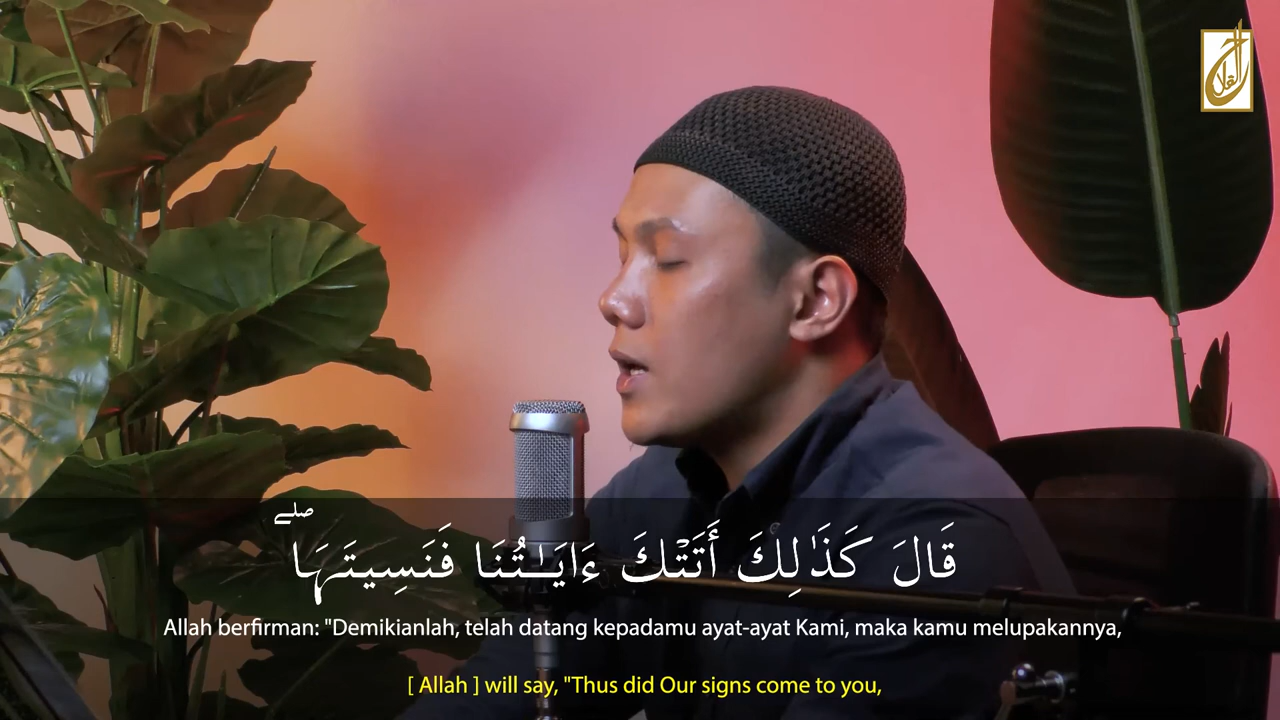 قَالَ كَذَٰلِكَ أَتَتْكَ ءَايَـٰتُنَا فَنَسِيتَهَا ۖ
Allah berfirman: "Demikianlah, telah datang kepadamu ayat-ayat Kami, maka kamu melupakannya,
[ Allah ] will say, "Thus did Our signs come to you,